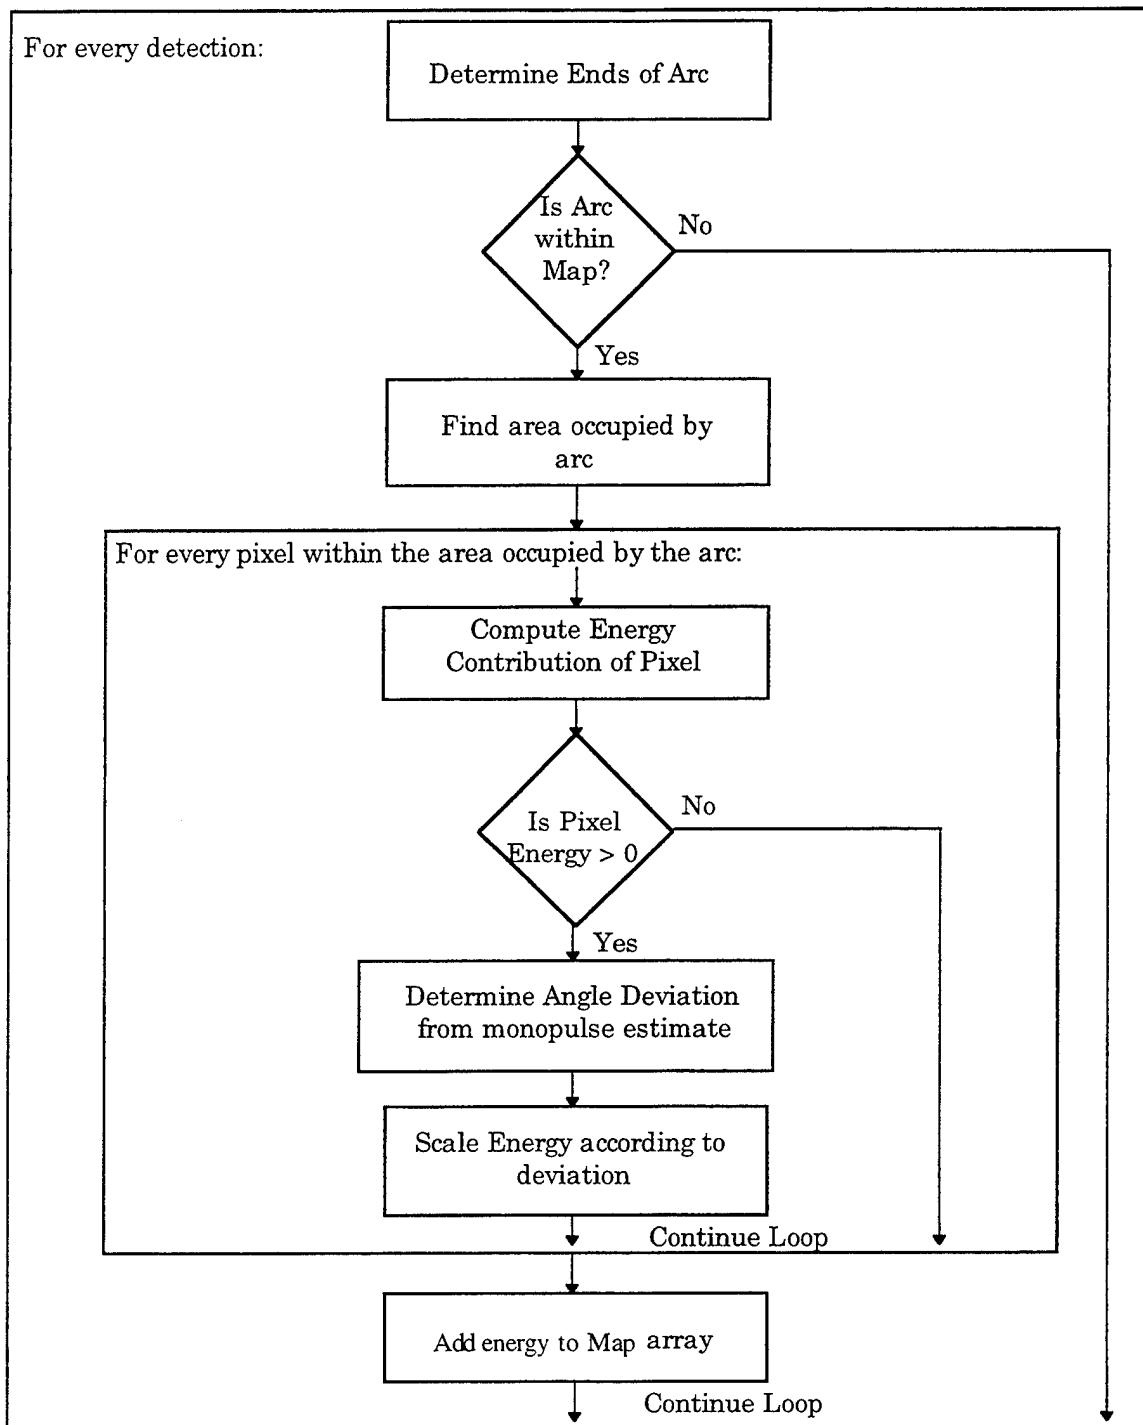 For every detection:
Determine Ends of Arc
Is Arc
within
Map?
No
Yes
Find area occupied by
arc
For every pixel within the area occupied by the arc:
Compute Energy
Contribution of Pixel
Is Pixel
Energy > 0
No
Yes
Determine Angle Deviation
from monopulse estimate
Scale Energy according to
deviation
Continue Loop
Add energy to Map array
Continue Loop